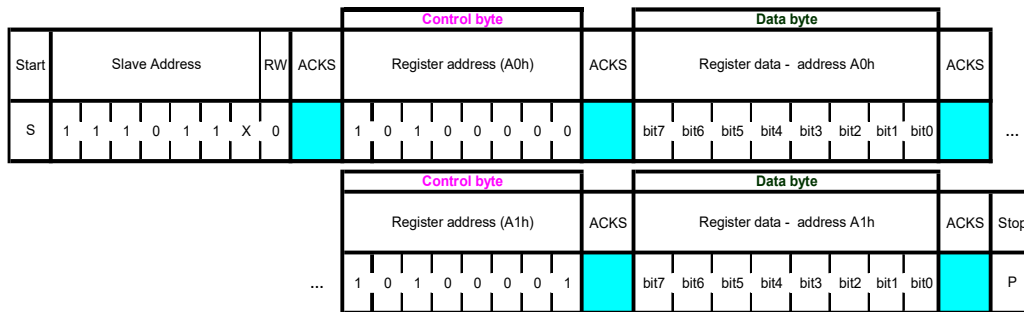 Control byte Data byte
Start Slave Address RW ACKS Register address (A0h) ACKS Register data - address A0h ACKS
S 1 1 1 0 1 1 X 0 1 0 1 0 0 0 0 0 bit7 bit6 bit5 bit4 bit3 bit2 bit1 bit0 ...
Control byte Data byte
Register address (A1h) ACKS Register data - address A1h ACKS Stop
... 1 0 1 0 0 0 0 1 bit7 bit6 bit5 bit4 bit3 bit2 bit1 bit0 P